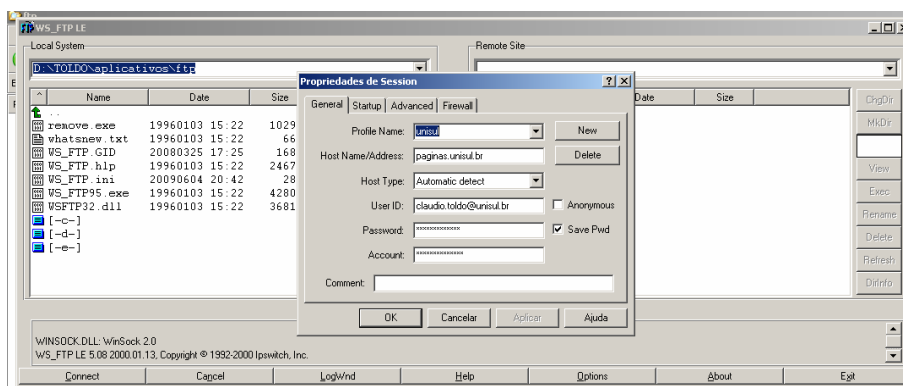 WS_FTP LE
Local System
Remote Site
D:\TOLDO\aplicativos\ftp
Name Date Size
Date Size
ChgDir
MkDir
View
Exec
Rename
Delete
Refresh
DirInfo
..
remove.exe 19960103 15:22 1029
whatsnew.txt 19960103 15:22 66
WS_FTP.GID 20080325 17:25 168
WS_FTP.hlp 19960103 15:22 2467
WS_FTP.ini 20090604 20:42 28
WS_FTP95.exe 19960103 15:22 4280
WSFTP32.dll 19960103 15:22 3681
[-c-]
[-d-]
[-e-]
Propriedades de Session
General Startup Advanced Firewall
Profile Name: unisul New
Host Name/Address: paginas.unisul.br Delete
Host Type: Automatic detect
User ID: claudio.toldo@unisul.br Anonymous
Password: ************* Save Pwd
Account: **************
Comment:
OK Cancelar Aplicar Ajuda
WINSOCK.DLL: WinSock 2.0
WS_FTP LE 5.08 2000.01.13, Copyright © 1992-2000 Ipswitch, Inc.
Connect Cancel LogWnd Help Options About Exit